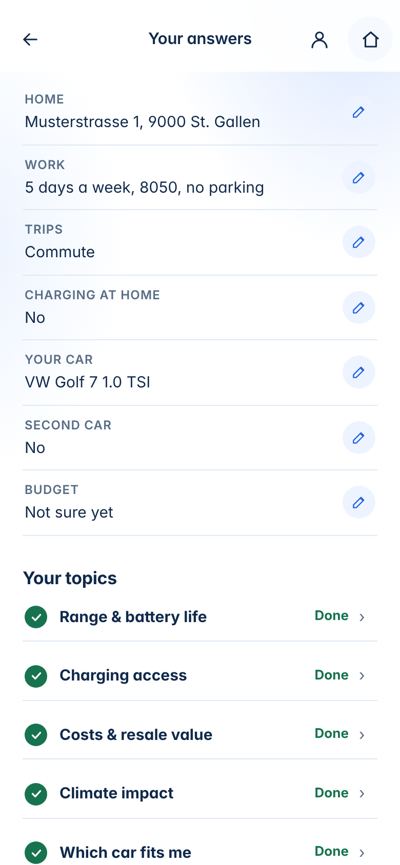 Your answers
HOME
Musterstrasse 1, 9000 St. Gallen
WORK
5 days a week, 8050, no parking
TRIPS
Commute
CHARGING AT HOME
No
YOUR CAR
VW Golf 7 1.0 TSI
SECOND CAR
No
BUDGET
Not sure yet
Your topics
Range & battery life Done
Charging access Done
Costs & resale value Done
Climate impact Done
Which car fits me Done